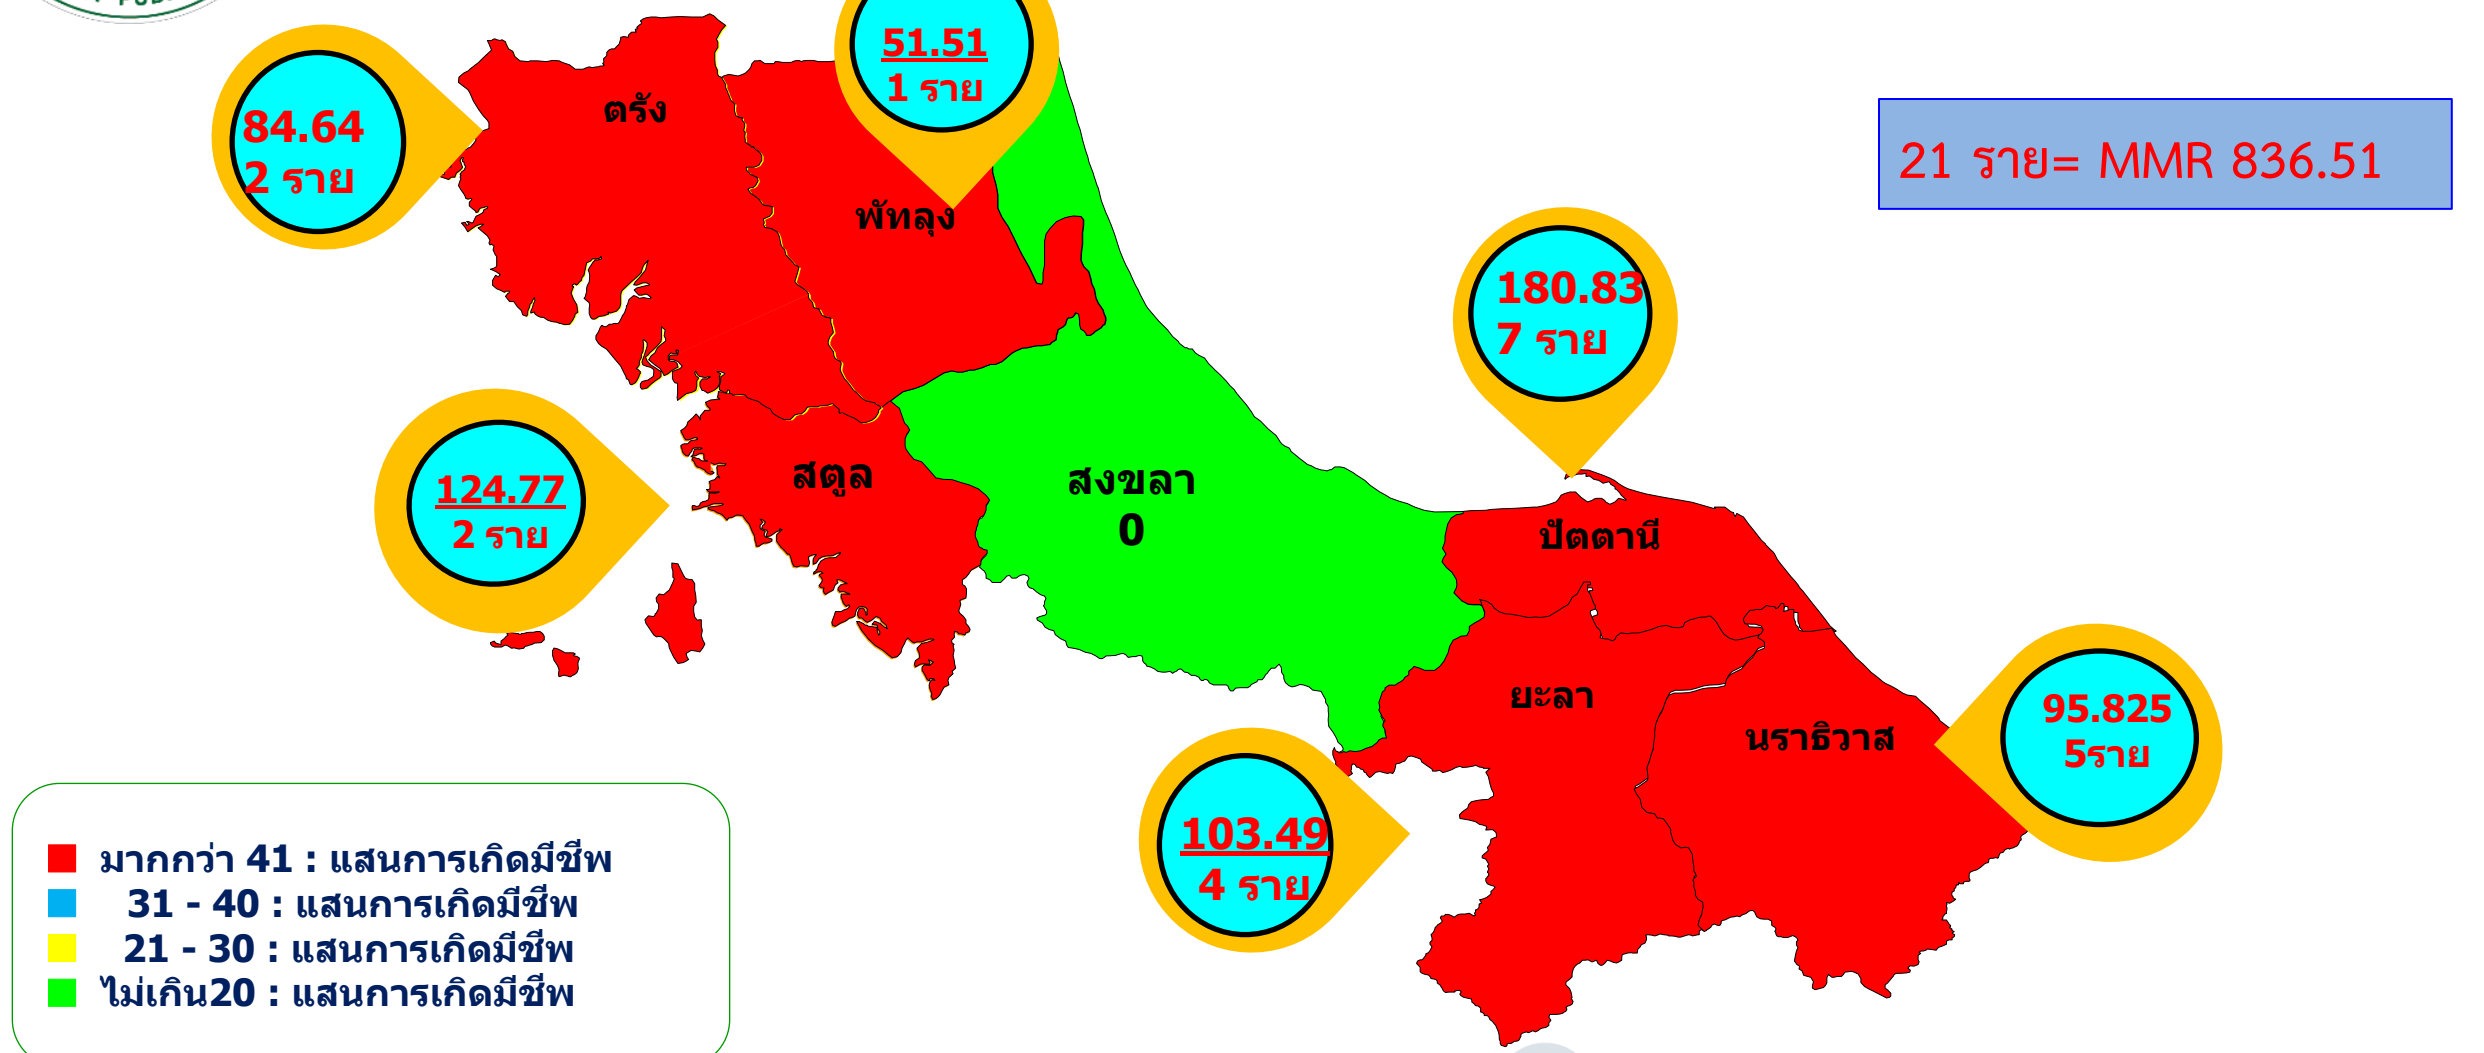 51.51
1 ราย
84.64
2 ราย
ตรัง
พัทลุง
21 ราย= MMR 836.51
180.83
7 ราย
124.77
2 ราย
สตูล
สงขลา
0
ปัตตานี
ยะลา
นราธิวาส
95.825
5ราย
103.49
4 ราย
มากกว่า 41 : แสนการเกิดมีชีพ
31 - 40 : แสนการเกิดมีชีพ
21 - 30 : แสนการเกิดมีชีพ
ไม่เกิน20 : แสนการเกิดมีชีพ